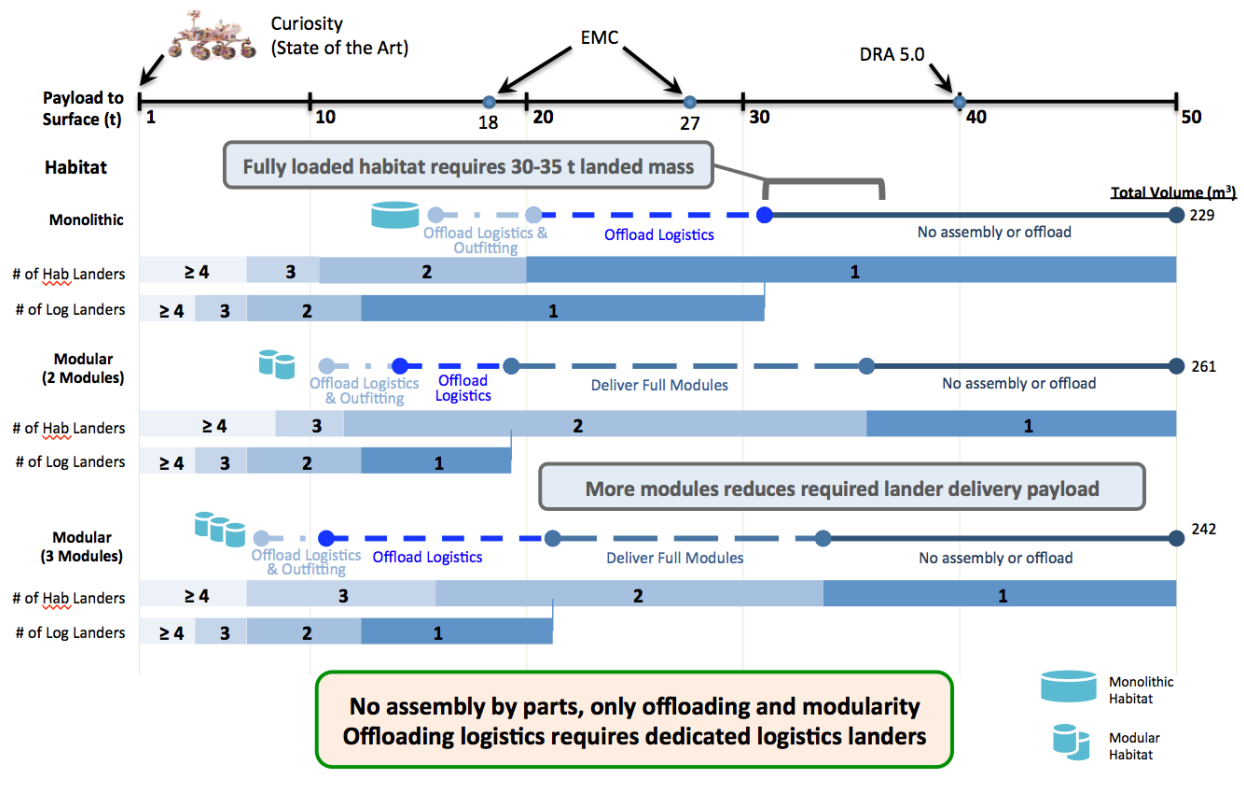 Curiosity
(State of the Art)
EMC
DRA 5.0
Payload to
Surface (t)
1
10
18
20
27
30
40
50
Habitat
Fully loaded habitat requires 30-35 t landed mass
Total Volume (m³)
Monolithic
Offload Logistics &
Outfitting
Offload Logistics
No assembly or offload
229
# of Hab Landers
≥ 4
3
2
1
# of Log Landers
≥ 4
3
2
1
Modular
(2 Modules)
Offload Logistics
& Outfitting
Offload
Logistics
Deliver Full Modules
No assembly or offload
261
# of Hab Landers
≥ 4
3
2
1
# of Log Landers
≥ 4
3
2
1
More modules reduces required lander delivery payload
Modular
(3 Modules)
Offload Logistics
& Outfitting
Offload Logistics
Deliver Full Modules
No assembly or offload
242
# of Hab Landers
≥ 4
3
2
1
# of Log Landers
≥ 4
3
2
1
No assembly by parts, only offloading and modularity
Offloading logistics requires dedicated logistics landers
Monolithic
Habitat
Modular
Habitat